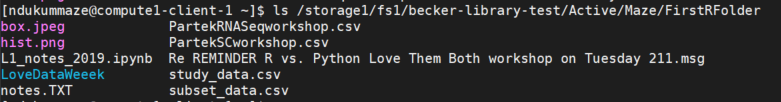 [ndukummaze@compute1-client-1 ~]$ ls /storage1/fs1/becker-library-test/Active/Maze/FirstRFolder
box.jpeg PartekRNASeqworkshop.csv
hist.png PartekSCworkshop.csv
L1_notes_2019.ipynb Re REMINDER R vs. Python Love Them Both workshop on Tuesday 211.msg
LoveDataWeeek study_data.csv
notes.TXT subset_data.csv